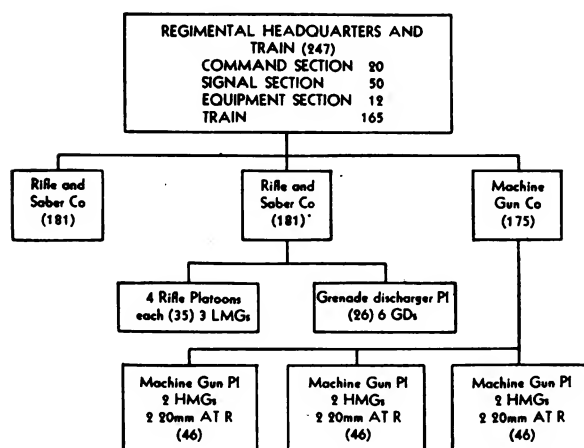 REGIMENTAL HEADQUARTERS AND
TRAIN (247)
COMMAND SECTION 20
SIGNAL SECTION 50
EQUIPMENT SECTION 12
TRAIN 165
Rifle and
Saber Co
(181)
Rifle and
Saber Co
(181)
Machine
Gun Co
(175)
4 Rifle Platoons
each (35) 3 LMGs
Grenade discharger Pl
(26) 6 GDs
Machine Gun Pl
2 HMGs
2 20mm AT R
(46)
Machine Gun Pl
2 HMGs
2 20mm AT R
(46)
Machine Gun Pl
2 HMGs
2 20mm AT R
(46)